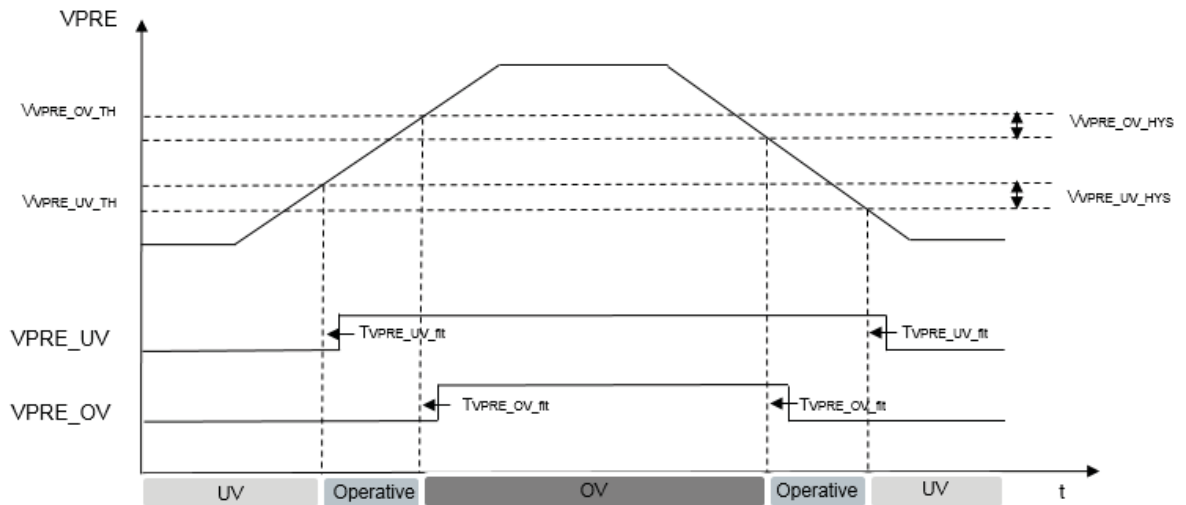 VPRE
VVPRE_OV_TH
VVPRE_OV_HYS
VVPRE_UV_TH
VVPRE_UV_HYS
VPRE_UV
TVPRE_UV_flt
TVPRE_UV_flt
VPRE_OV
TVPRE_OV_flt
TVPRE_OV_flt
UV
Operative
OV
Operative
UV
t